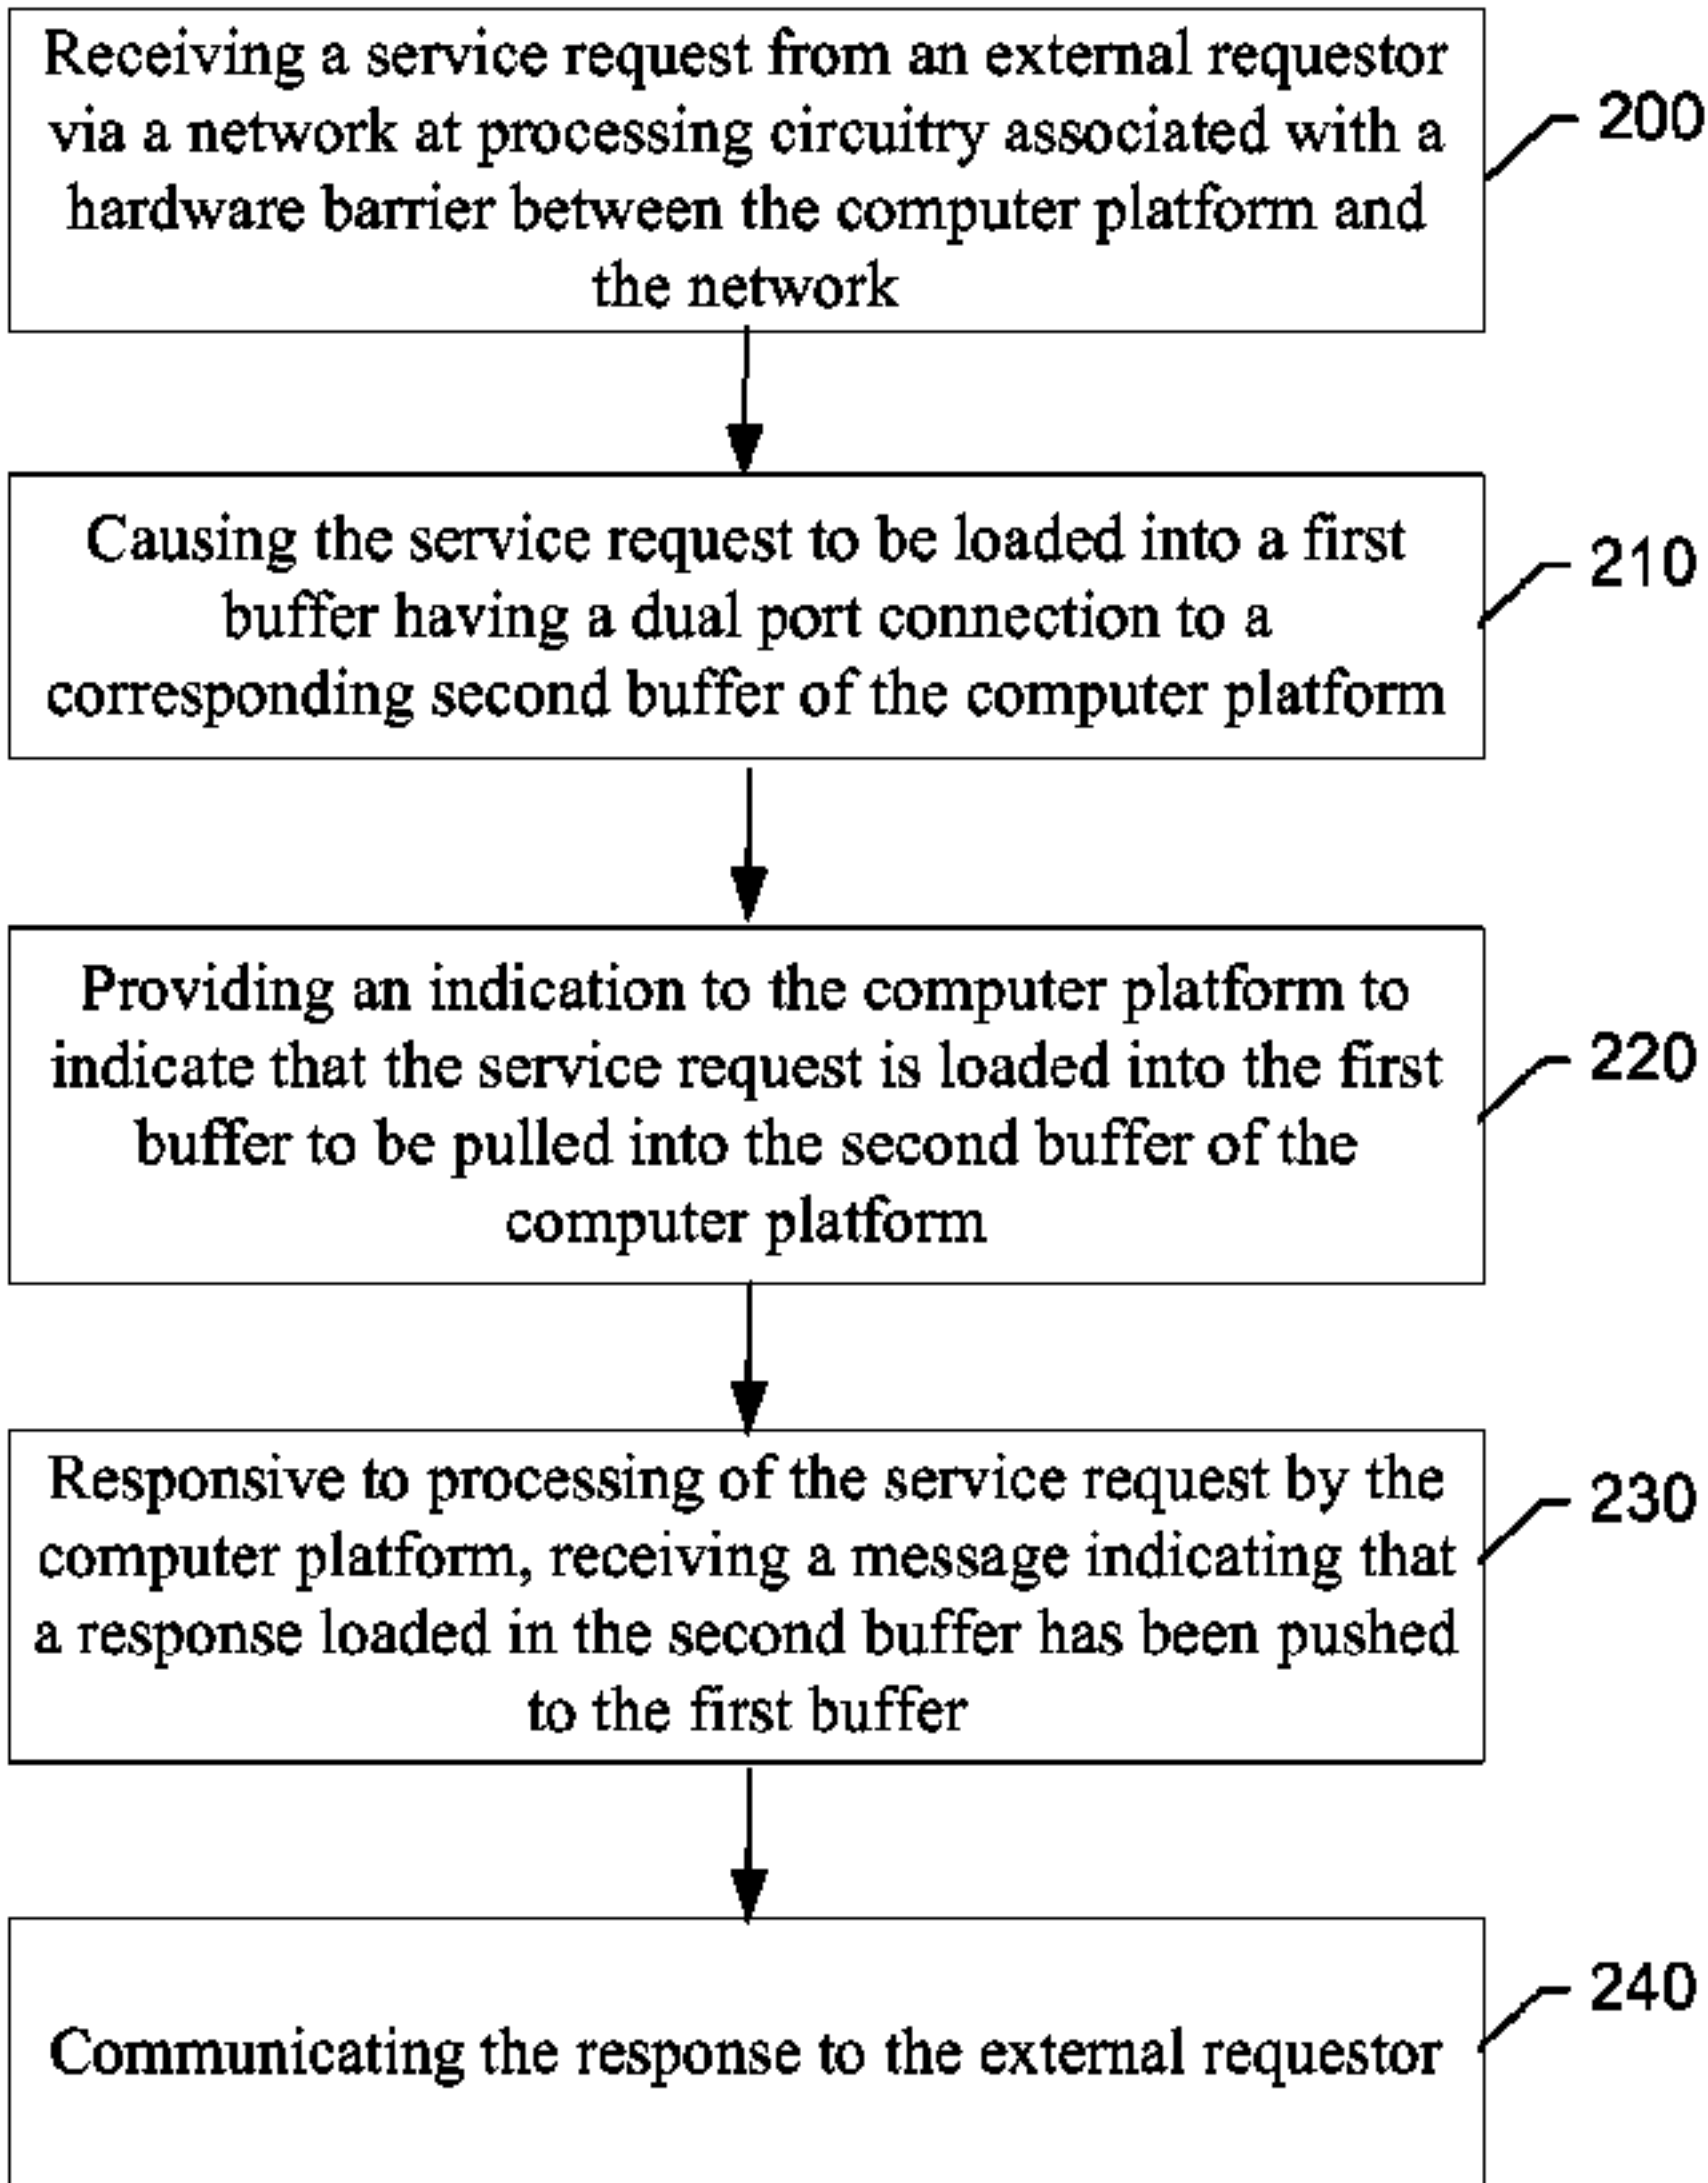 Receiving a service request from an external requestor
via a network at processing circuitry associated with a
hardware barrier between the computer platform and
the network
200
Causing the service request to be loaded into a first
buffer having a dual port connection to a
corresponding second buffer of the computer platform
210
Providing an indication to the computer platform to
indicate that the service request is loaded into the first
buffer to be pulled into the second buffer of the
computer platform
220
Responsive to processing of the service request by the
computer platform, receiving a message indicating that
a response loaded in the second buffer has been pushed
to the first buffer
230
Communicating the response to the external requestor
240